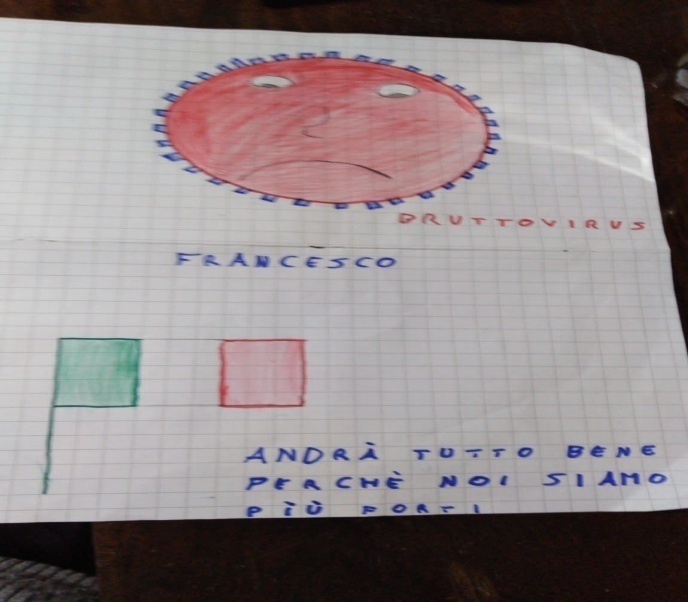 BRUTTOVIRUS
FRANCESCO
ANDRÀ TUTTO BENE
PERCHÈ NOI SIAMO
PIÙ FORTI